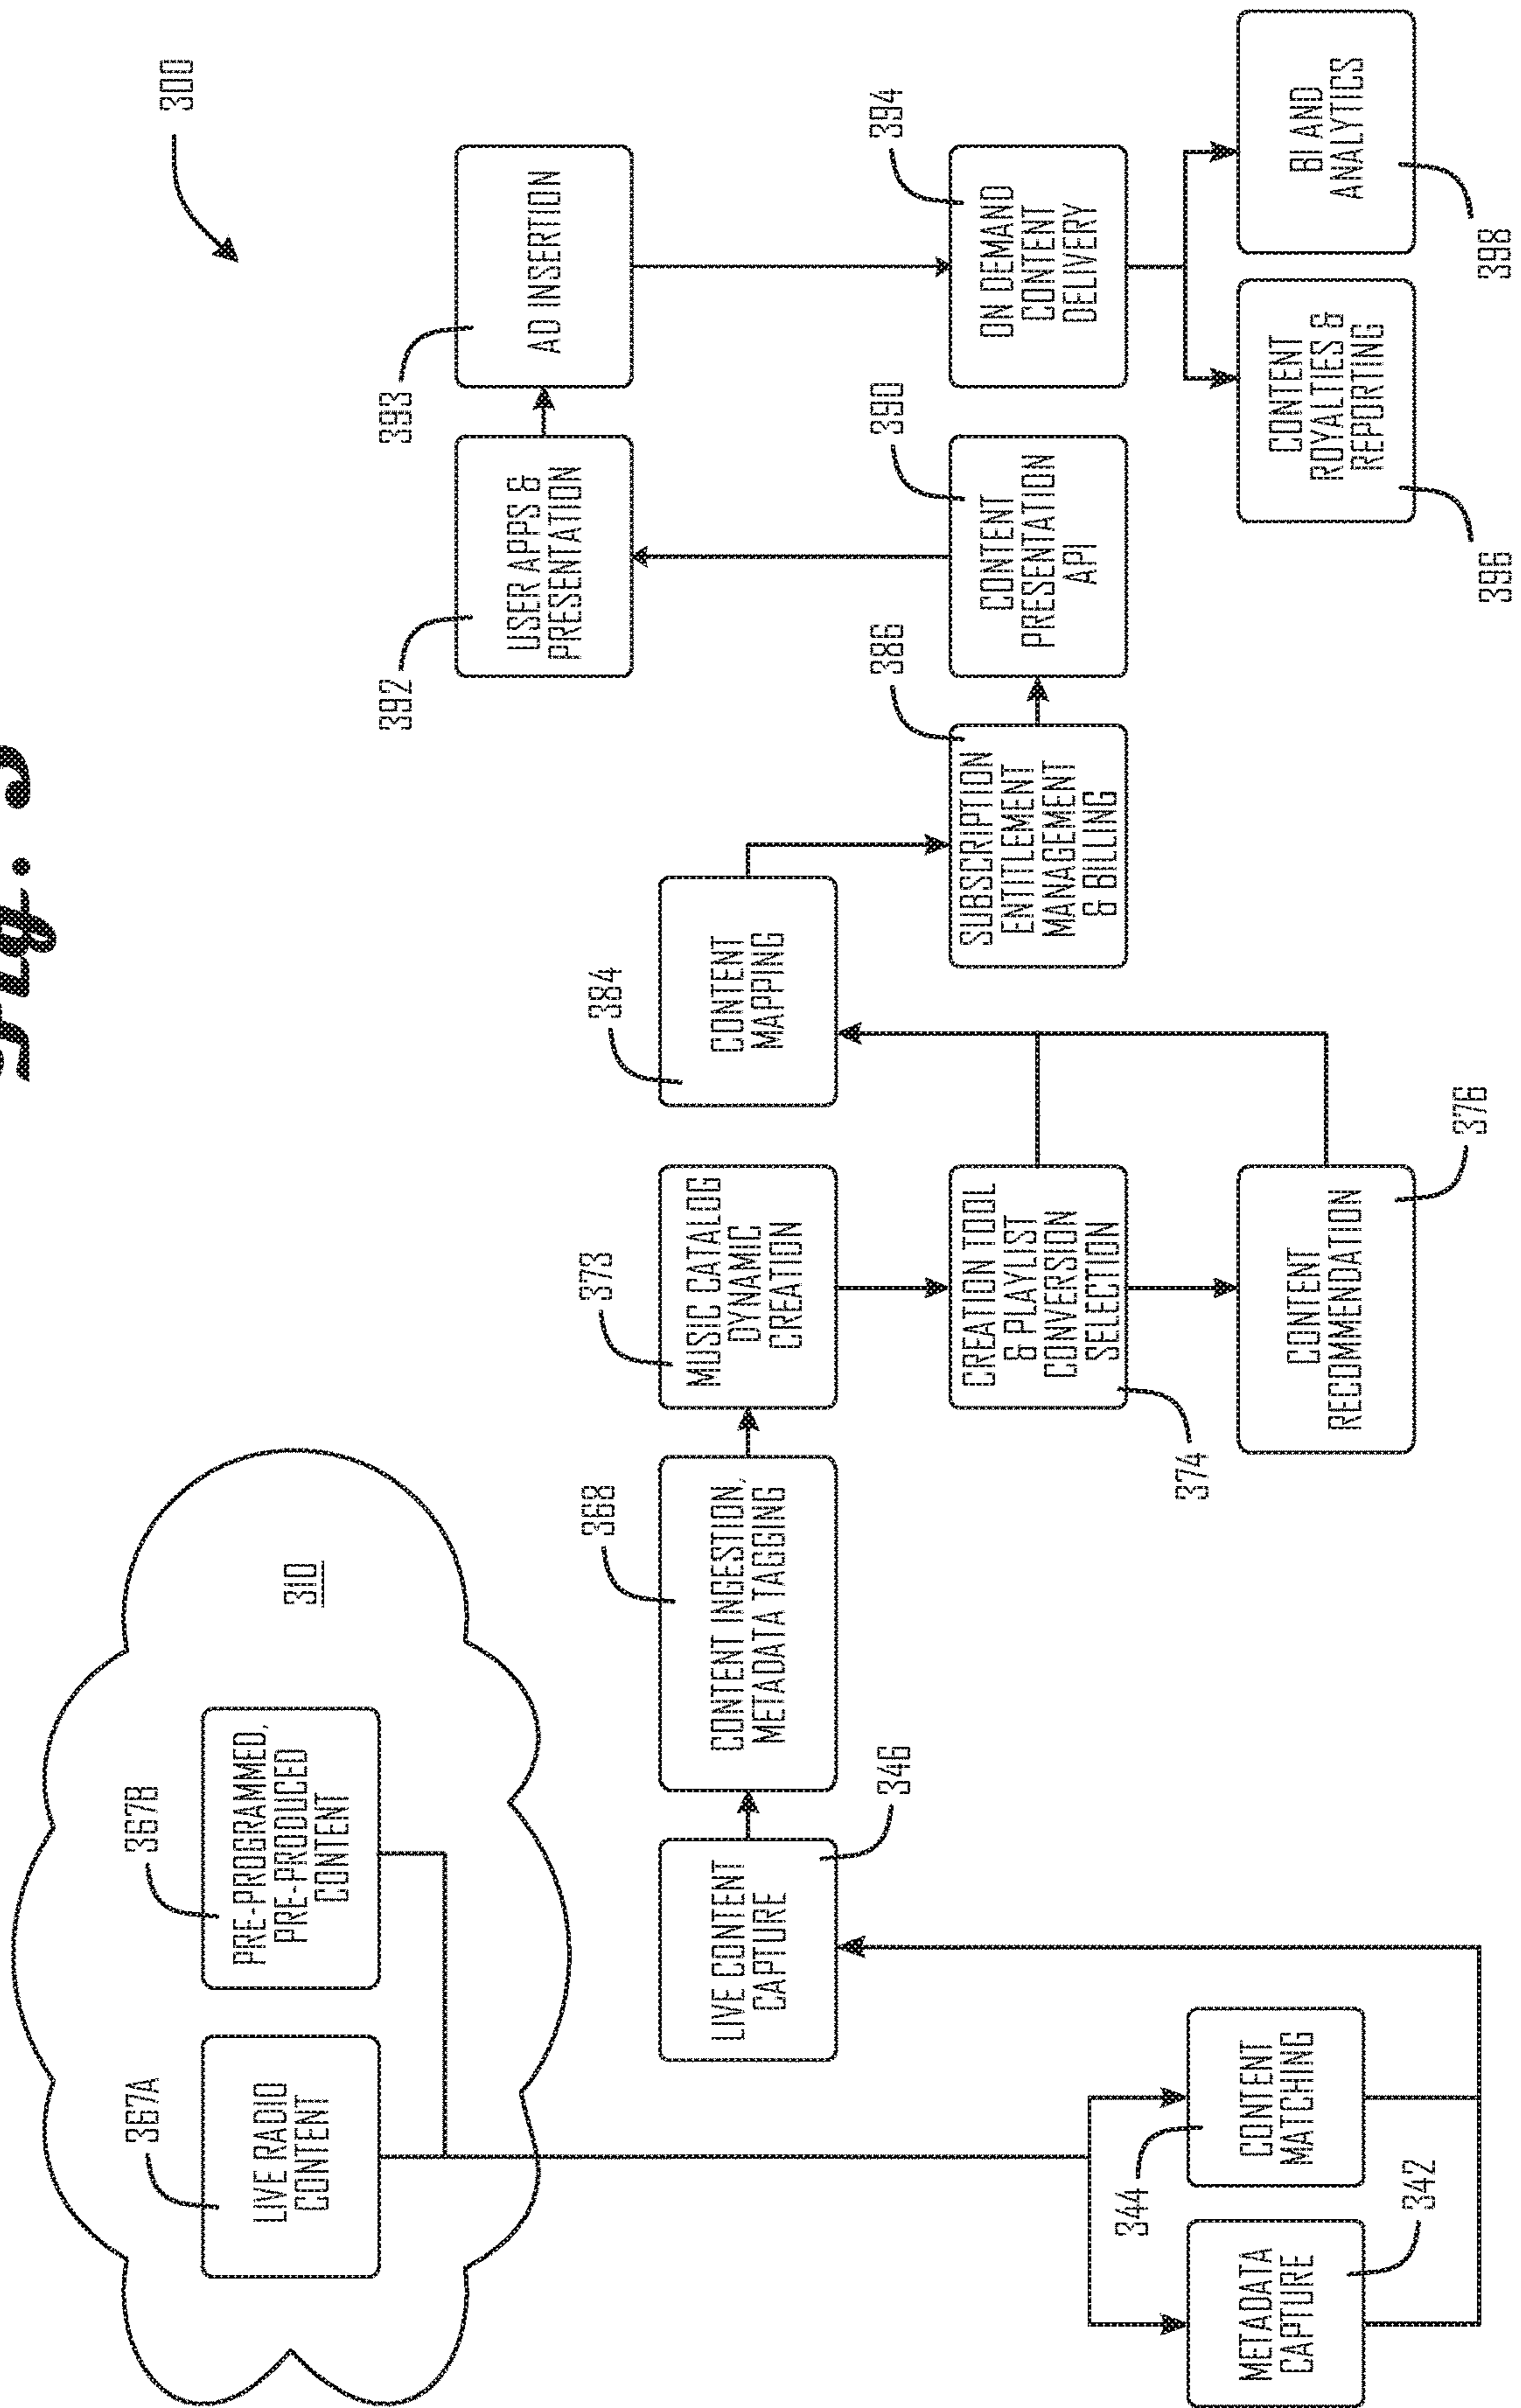 Fig. 3
300
310
367A
LIVE RADIO
CONTENT
367B
PRE-PROGRAMMED,
PRE-PRODUCED
CONTENT
METADATA
CAPTURE
342
344
CONTENT
MATCHING
LIVE CONTENT
CAPTURE
346
368
CONTENT INGESTION,
METADATA TAGGING
373
MUSIC CATALOG
DYNAMIC
CREATION
CREATION TOOL
& PLAYLIST
CONVERSION
SELECTION
374
CONTENT
RECOMMENDATION
376
384
CONTENT
MAPPING
386
SUBSCRIPTION
ENTITLEMENT
MANAGEMENT
& BILLING
390
CONTENT
PRESENTATION
API
392
USER APPS &
PRESENTATION
393
AD INSERTION
394
ON DEMAND
CONTENT
DELIVERY
CONTENT
ROYALTIES &
REPORTING
396
BI AND
ANALYTICS
398